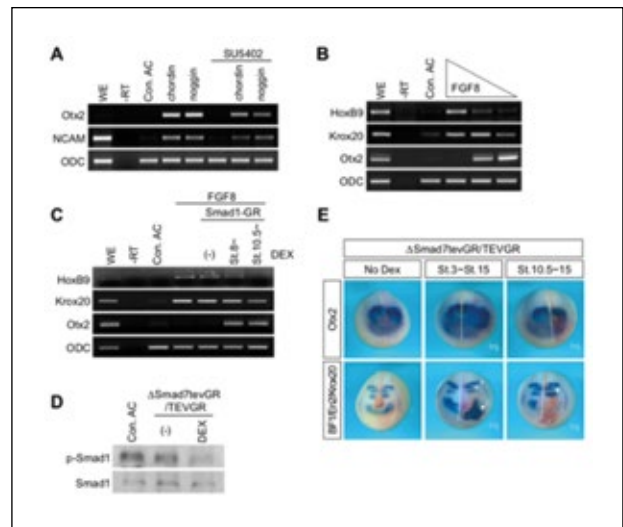 A
SU5402
WE
-RT
Con. AC
chordin
noggin
chordin
noggin
Otx2
NCAM
ODC
B
WE
-RT
Con. AC
FGF8
HoxB9
Krox20
Otx2
ODC
C
FGF8
Smad1-GR
WE
-RT
Con. AC
(-)
St.8~
St.10.5~
DEX
HoxB9
Krox20
Otx2
ODC
D
ΔSmad7tevGR
/TEVGR
Con. AC
(-)
DEX
p-Smad1
Smad1
E
ΔSmad7tevGR/TEVGR
No Dex
St.3~St.15
St.10.5~15
Otx2
BF1/En2/Krox20